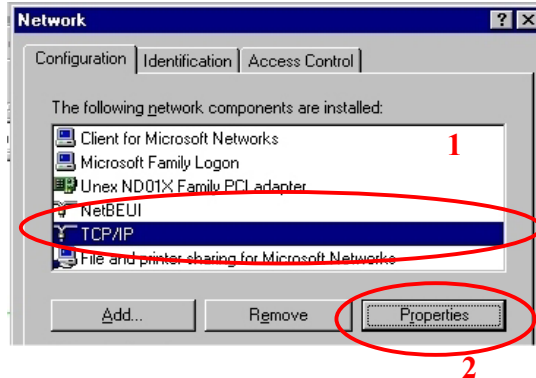 Network
Configuration Identification Access Control
The following network components are installed:
1
Client for Microsoft Networks
Microsoft Family Logon
Unex ND01X Family PCI adapter
NetBEUI
TCP/IP
File and printer sharing for Microsoft Networks
Add... Remove Properties
2